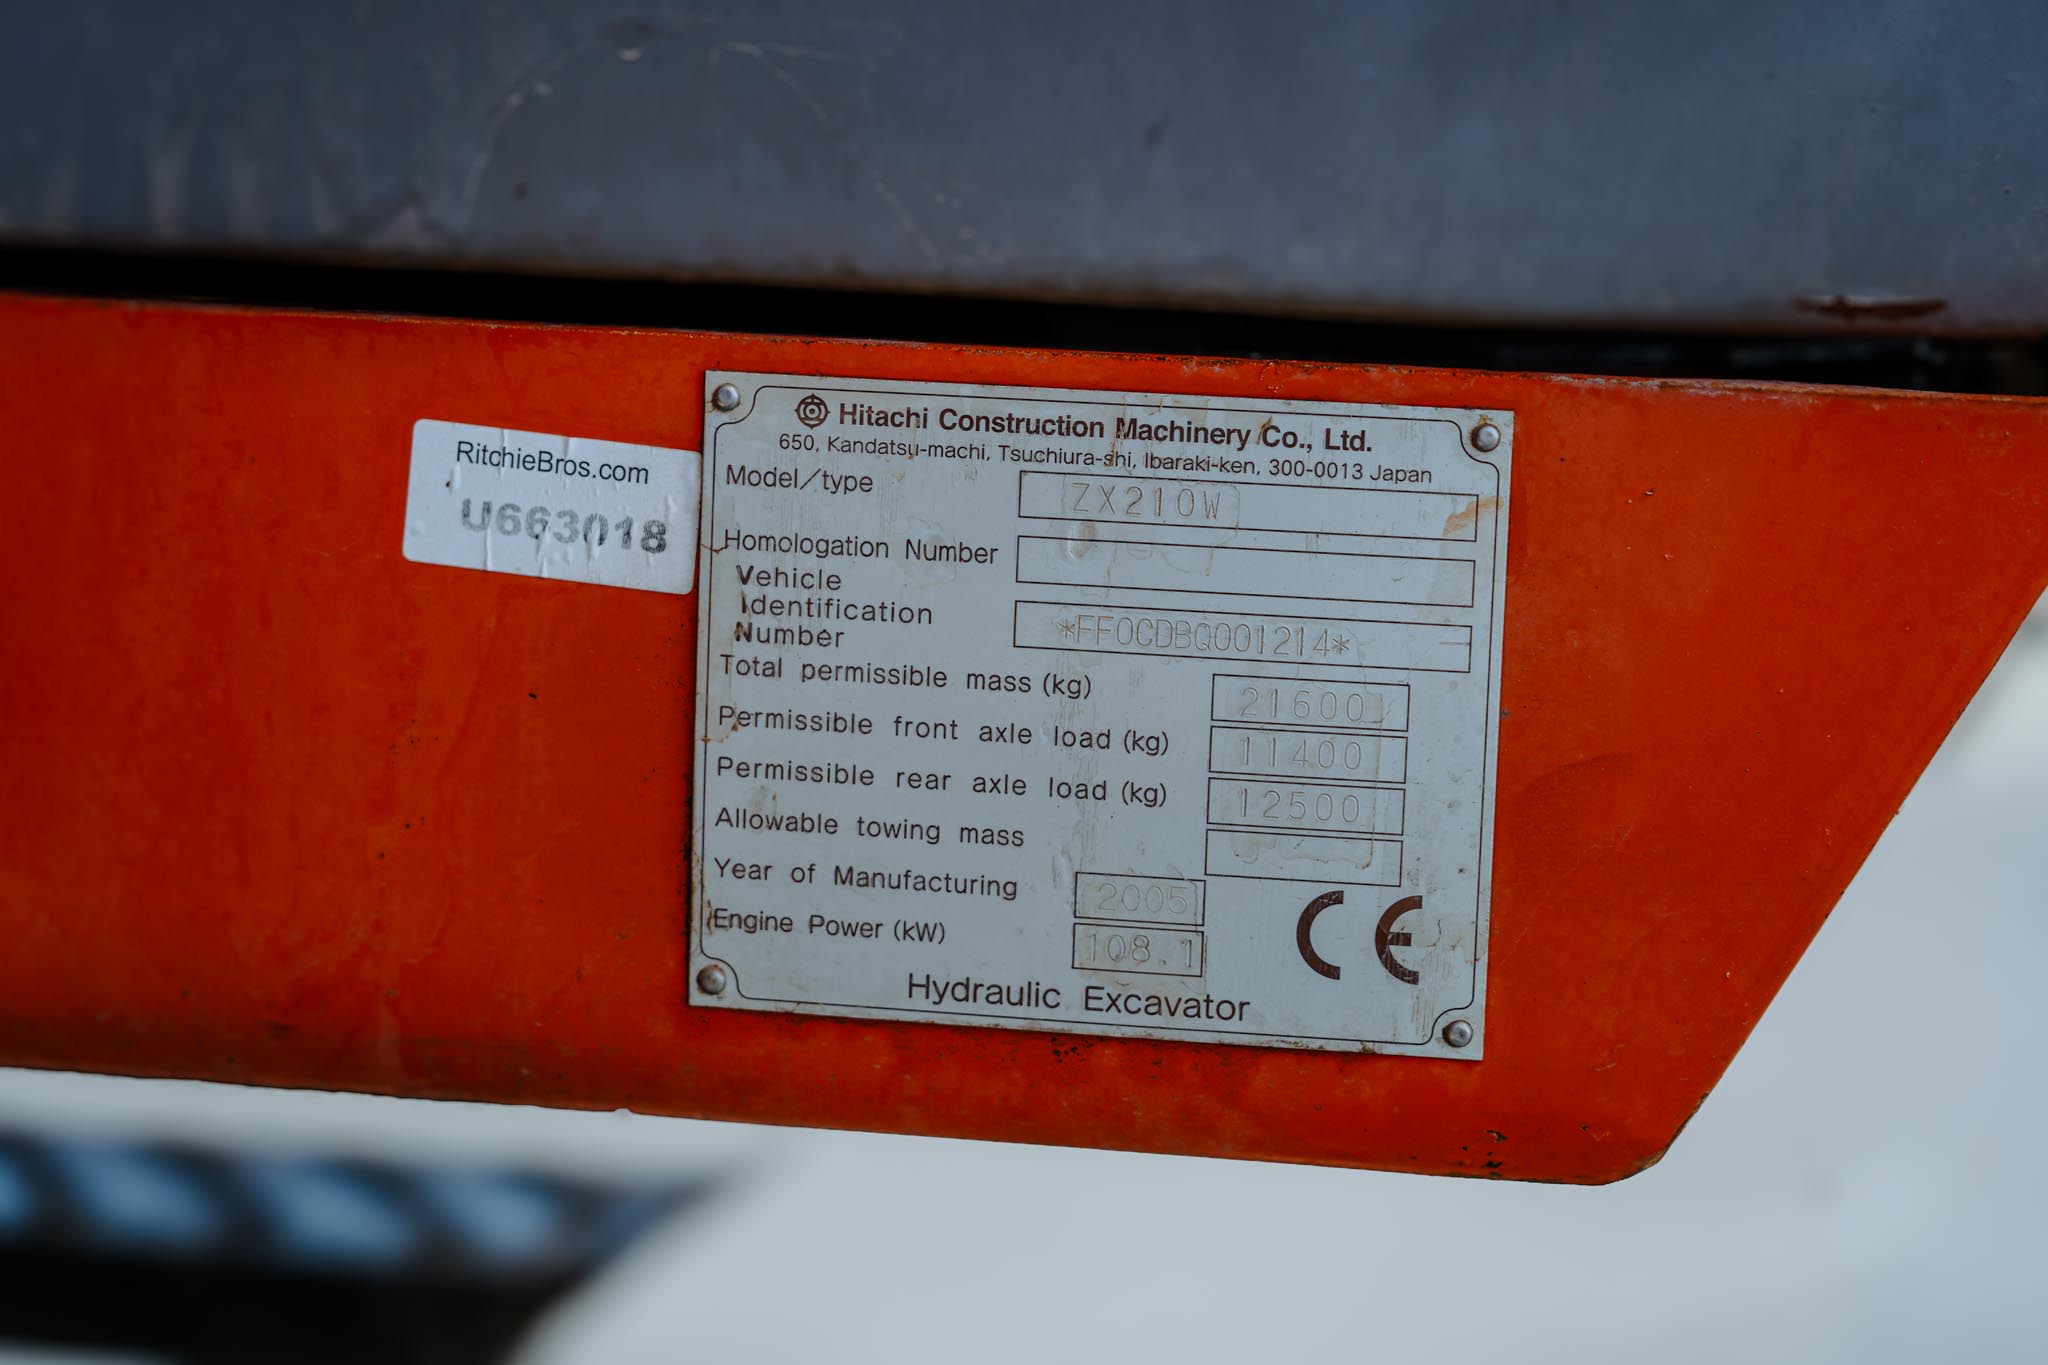 RitchieBros.com
U663018
Hitachi Construction Machinery Co., Ltd.
650, Kandatsu-machi, Tsuchiura-shi, Ibaraki-ken, 300-0013 Japan
Model/type ZX210W
Homologation Number
Vehicle
Identification
Number *FF0CDBQ001214*
Total permissible mass (kg) 21600
Permissible front axle load (kg) 11400
Permissible rear axle load (kg) 12500
Allowable towing mass
Year of Manufacturing 2005
Engine Power (kW) 108.1
CE
Hydraulic Excavator